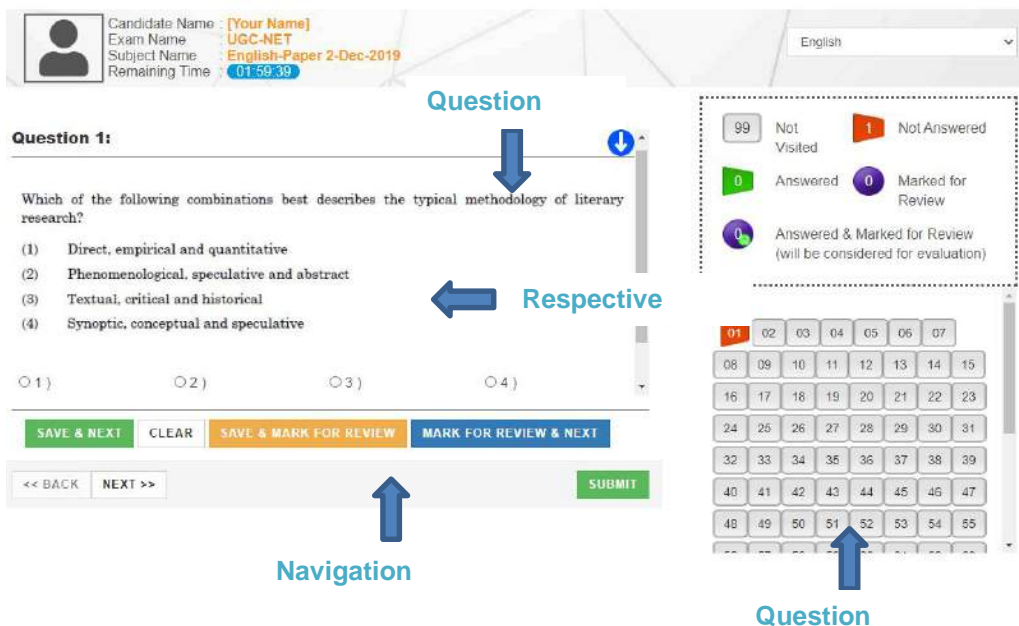 Candidate Name : [Your Name]
Exam Name : UGC-NET
Subject Name : English-Paper 2-Dec-2019
Remaining Time : 01:59:39
English
Question
Question 1:
Which of the following combinations best describes the typical methodology of literary
research?
(1) Direct, empirical and quantitative
(2) Phenomenological, speculative and abstract
(3) Textual, critical and historical
(4) Synoptic, conceptual and speculative
Respective
1 ) 2 ) 3 ) 4 )
SAVE & NEXT CLEAR SAVE & MARK FOR REVIEW MARK FOR REVIEW & NEXT
<< BACK NEXT >> SUBMIT
Navigation
99 Not
Visited
1 Not Answered
0 Answered
0 Marked for
Review
0 Answered & Marked for Review
(will be considered for evaluation)
01 02 03 04 05 06 07
08 09 10 11 12 13 14 15
16 17 18 19 20 21 22 23
24 25 26 27 28 29 30 31
32 33 34 35 36 37 38 39
40 41 42 43 44 45 46 47
48 49 50 51 52 53 54 55
Question